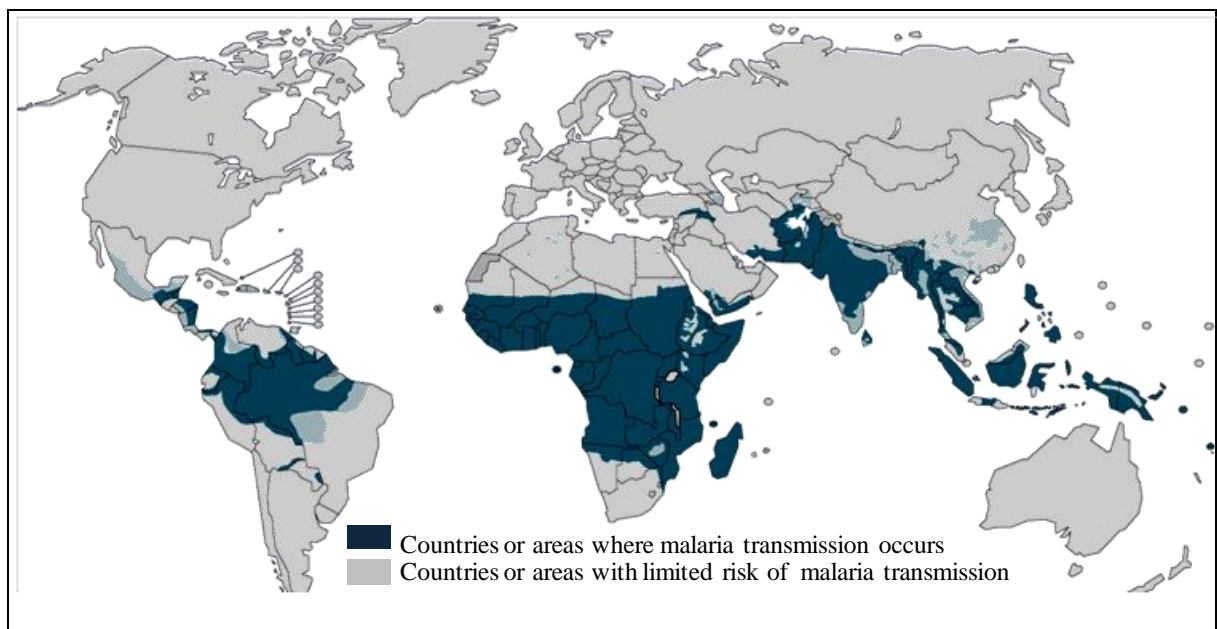 Countries or areas where malaria transmission occurs
Countries or areas with limited risk of malaria transmission